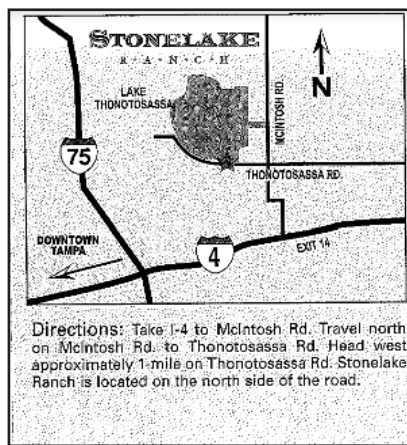 STONELAKE
R·A·N·C·H
N
LAKE
THONOTOSASSA
MCINTOSH RD.
75
THONOTOSASSA RD.
DOWNTOWN
TAMPA
4
EXIT 14
Directions: Take I-4 to McIntosh Rd. Travel north
on McIntosh Rd. to Thonotosassa Rd. Head west
approximately 1-mile on Thonotosassa Rd. Stonelake
Ranch is located on the north side of the road.